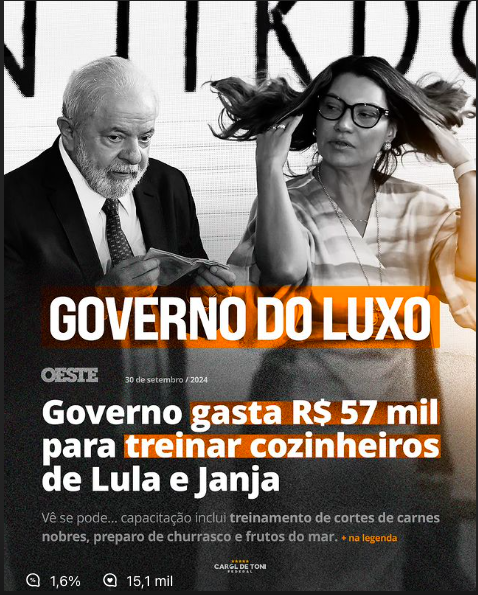 NTIKDC
GOVERNO DO LUXO
OESTE
30 de setembro / 2024
Governo gasta R$ 57 mil
para treinar cozinheiros
de Lula e Janja
Vê se pode... capacitação inclui treinamento de cortes de carnes
nobres, preparo de churrasco e frutos do mar. + na legenda
CAROL DE TONI
FEDERAL
1,6%
15,1 mil